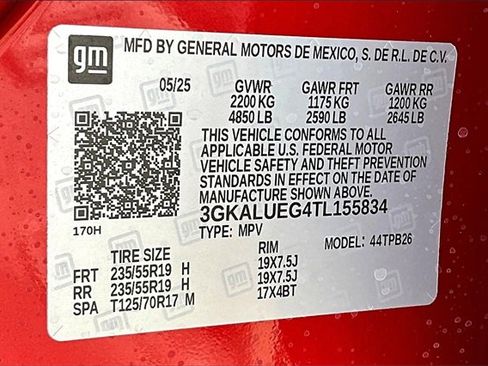 gm MFD BY GENERAL MOTORS DE MEXICO, S. DE R.L. DE C.V.
05/25 GVWR GAWR FRT GAWR RR
2200 KG 1175 KG 1200 KG
4850 LB 2590 LB 2645 LB
THIS VEHICLE CONFORMS TO ALL
APPLICABLE U.S. FEDERAL MOTOR
VEHICLE SAFETY AND THEFT PREVENTION
STANDARDS IN EFFECT ON THE DATE OF
MANUFACTURE SHOWN ABOVE.
3GKALUEG4TL155834
170H TYPE: MPV MODEL: 44TPB26
TIRE SIZE RIM
FRT 235/55R19 H 19X7.5J
RR 235/55R19 H 19X7.5J
SPA T125/70R17 M 17X4BT